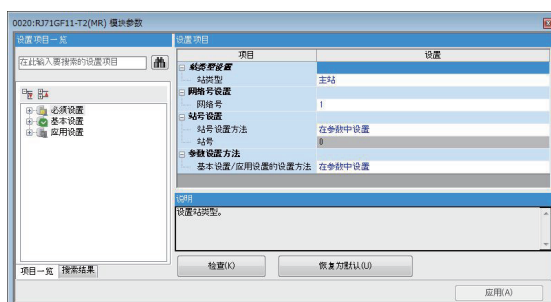 0020:RJ71GF11-T2(MR) 模块参数
设置项目一览
在此输入要搜索的设置项目
必须设置
基本设置
应用设置
项目一览 搜索结果
设置项目
项目 设置
站类型设置
站类型 主站
网络号设置
网络号 1
站号设置
站号设置方法 在参数中设置
站号 0
参数设置方法
基本设置/应用设置的设置方法 在参数中设置
说明
设置站类型。
检查(K) 恢复为默认(U)
应用(A)